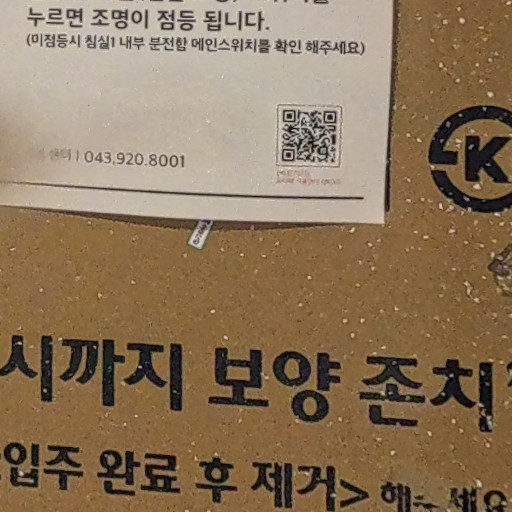 누르면 조명이 점등 됩니다.
(미점등시 침실1 내부 분전함 메인스위치를 확인 해주세요)
센터 | 043.920.8001
K
시까지 보양 존치
입주 완료 후 제거>